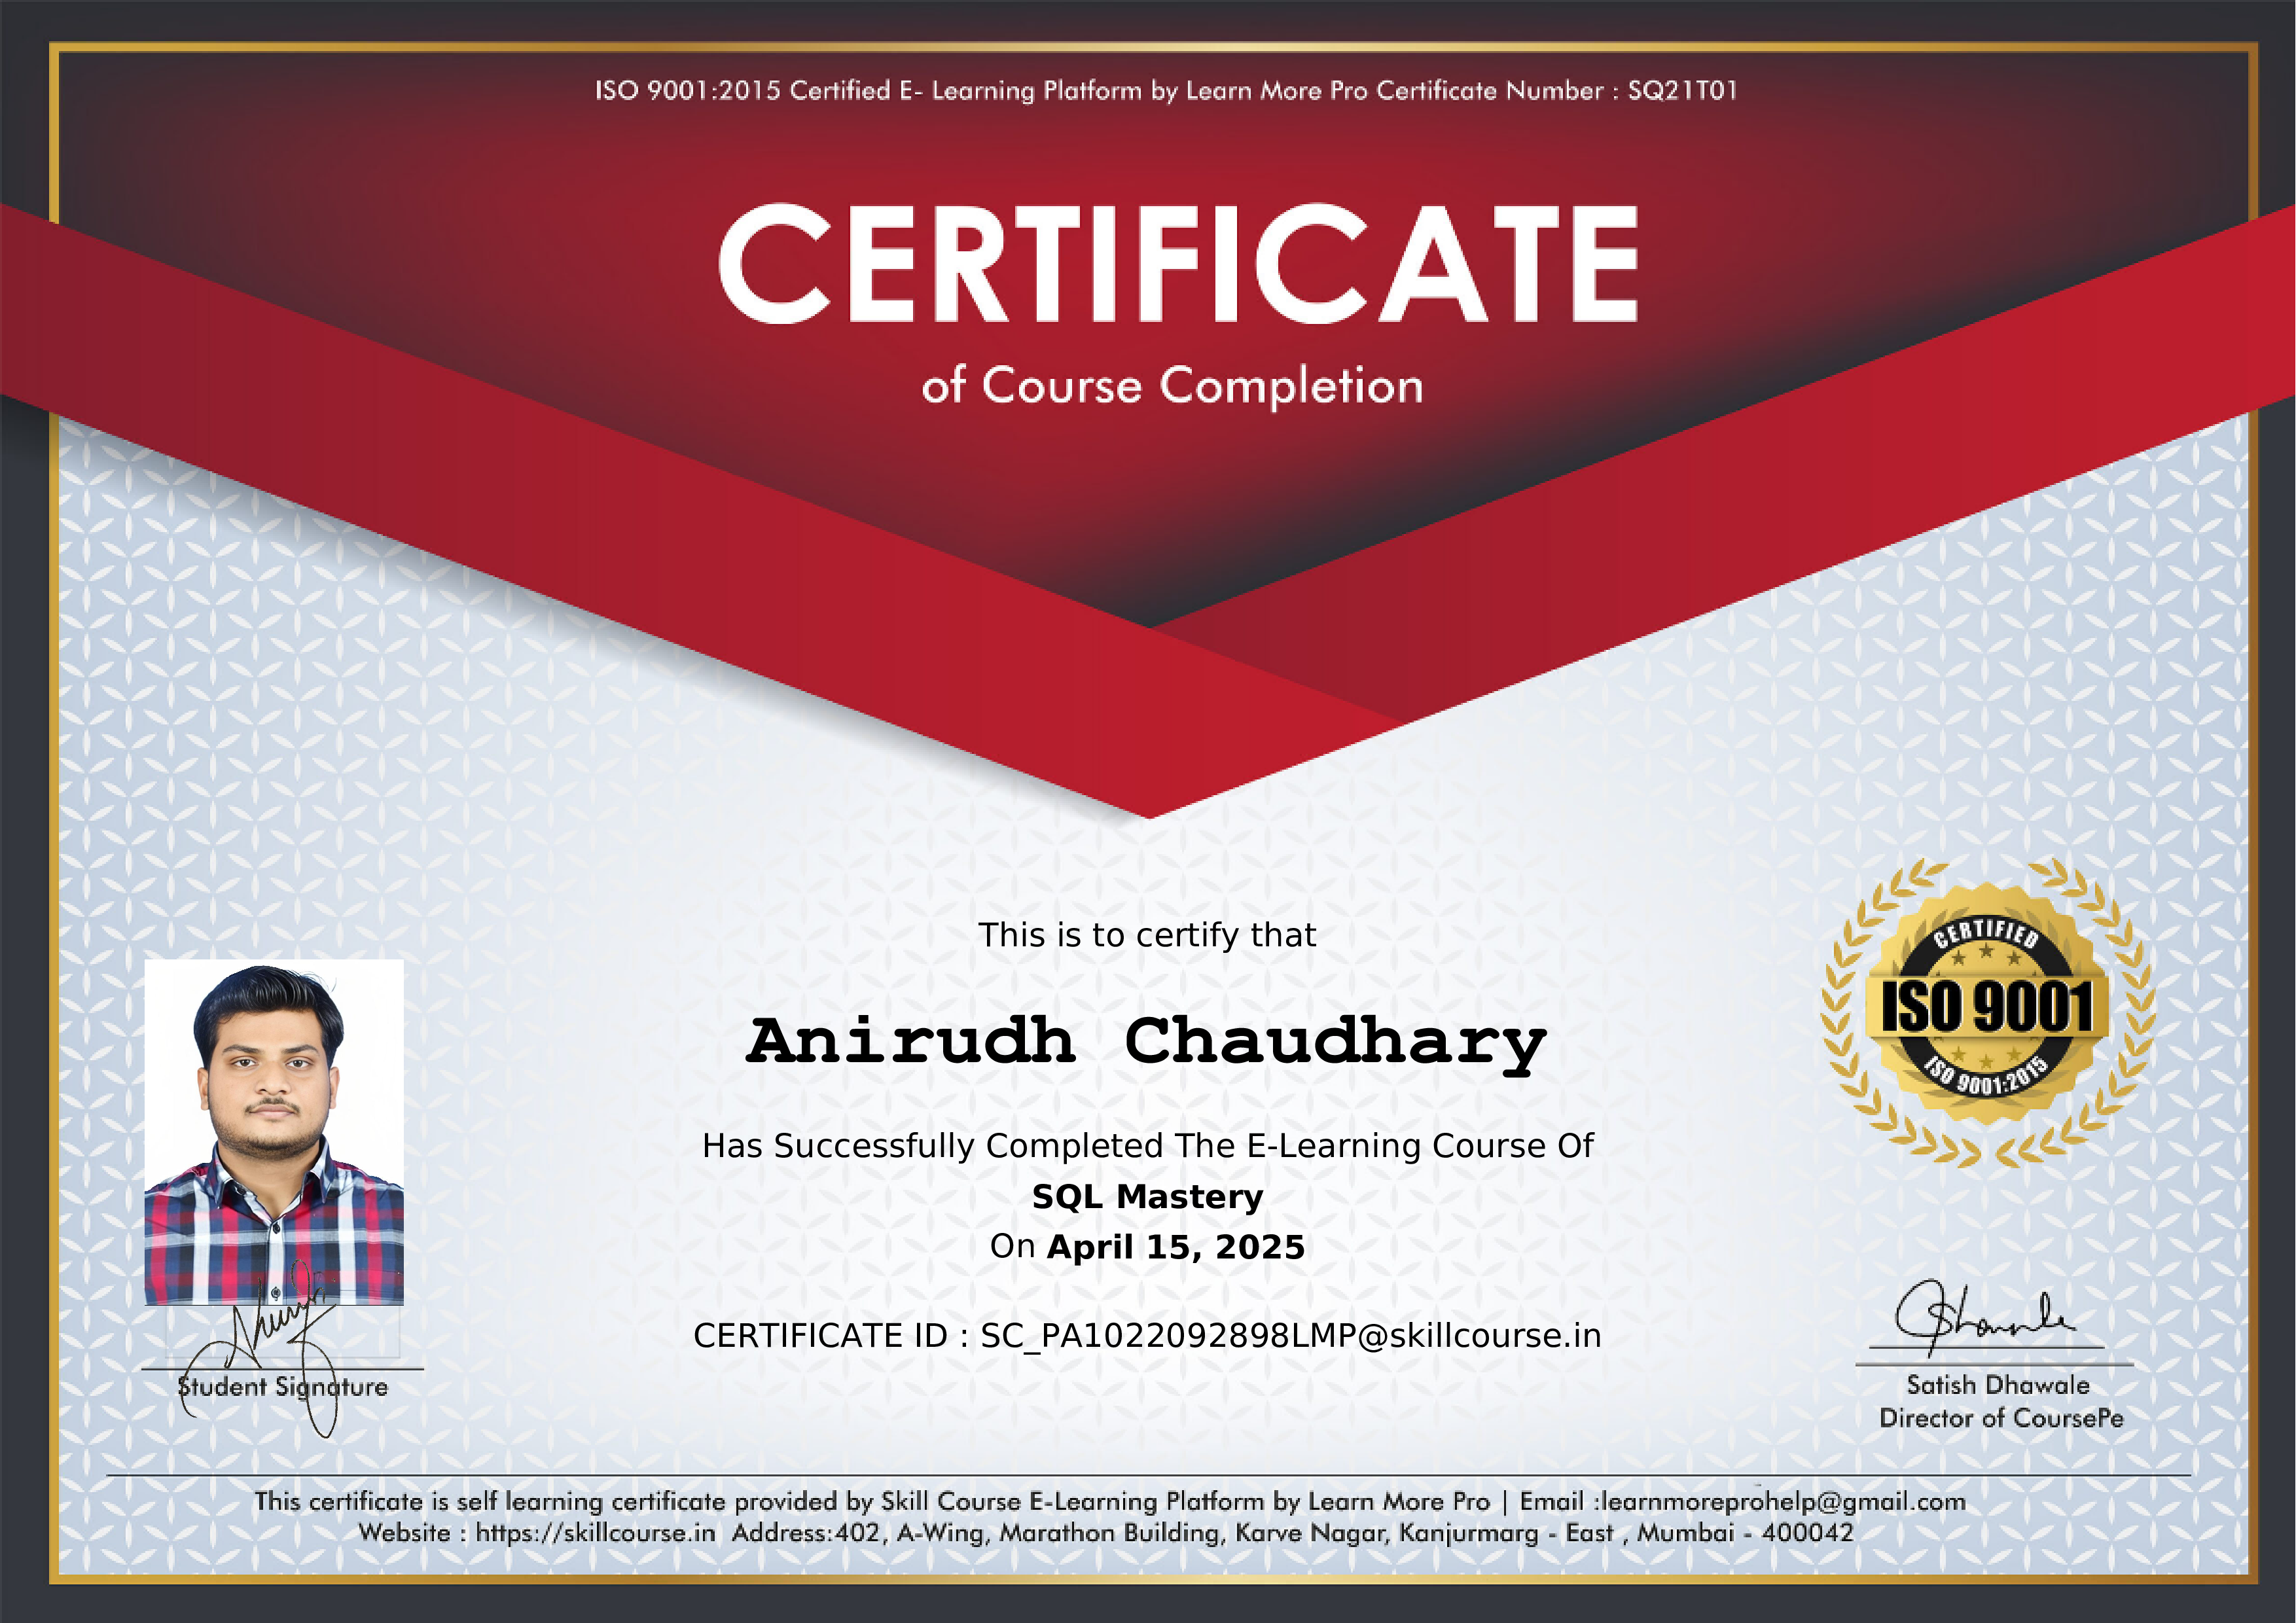 ISO 9001:2015 Certified E- Learning Platform by Learn More Pro Certificate Number : SQ21T01
CERTIFICATE
of Course Completion
This is to certify that
Anirudh Chaudhary
Has Successfully Completed The E-Learning Course Of
SQL Mastery
On April 15, 2025
CERTIFICATE ID : SC_PA1022092898LMP@skillcourse.in
CERTIFIED
ISO 9001
ISO 9001:2015
Student Signature
Satish Dhawale
Director of CoursePe
This certificate is self learning certificate provided by Skill Course E-Learning Platform by Learn More Pro | Email :learnmoreprohelp@gmail.com
Website : https://skillcourse.in Address:402, A-Wing, Marathon Building, Karve Nagar, Kanjurmarg - East , Mumbai - 400042